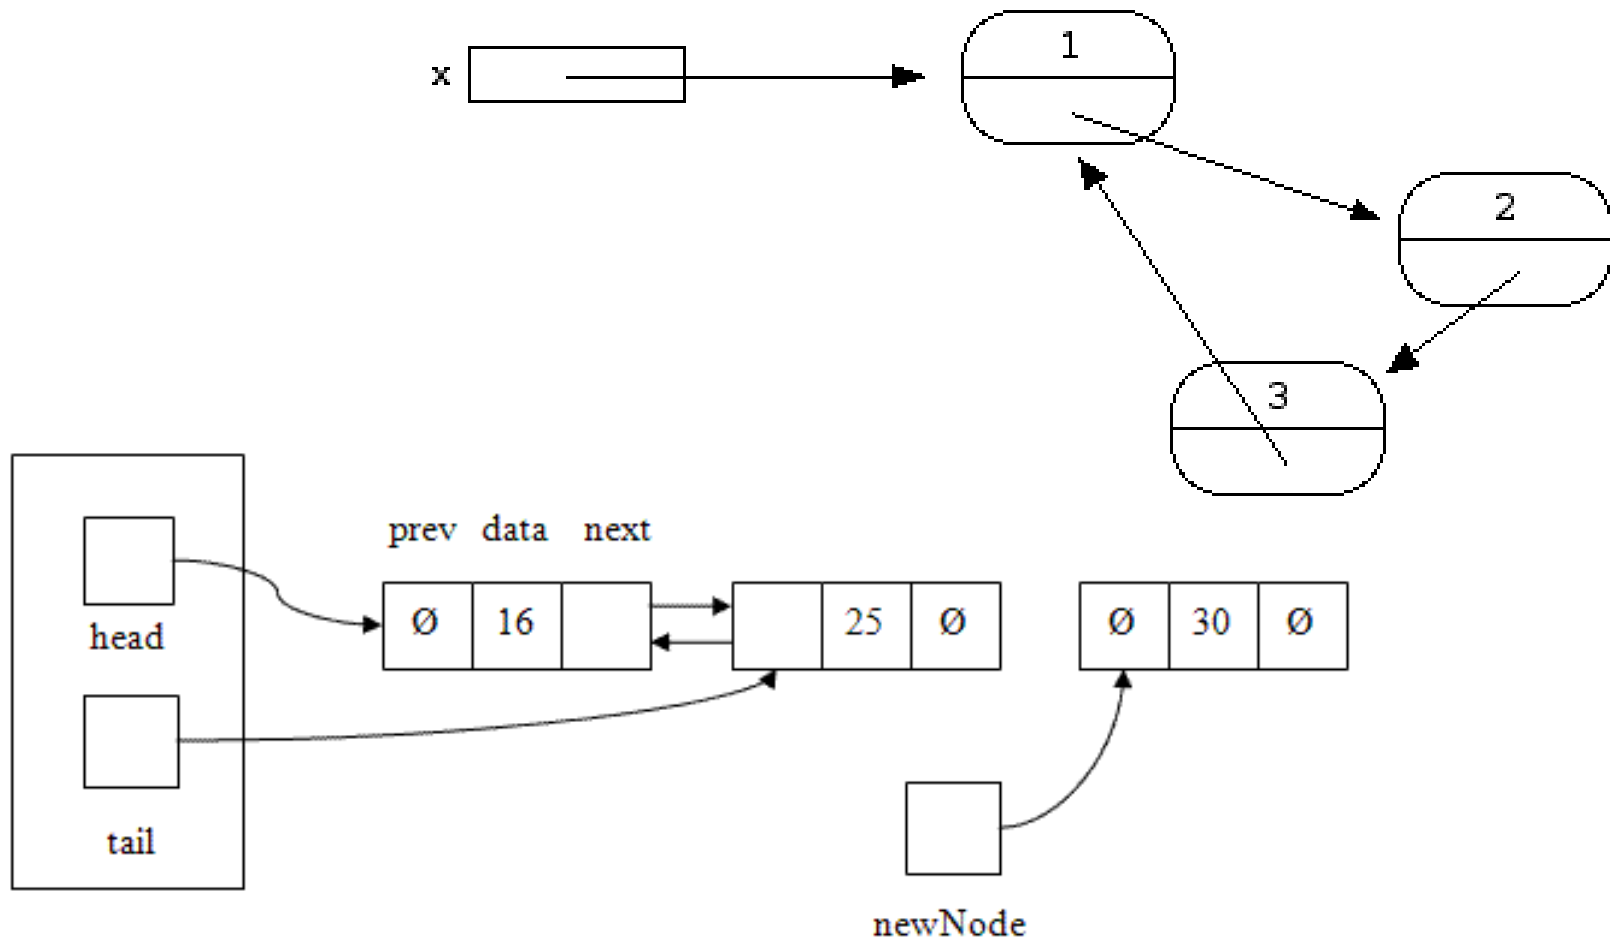 x
1
2
3
prev data next
head
Ø 16
25 Ø
Ø 30 Ø
tail
newNode